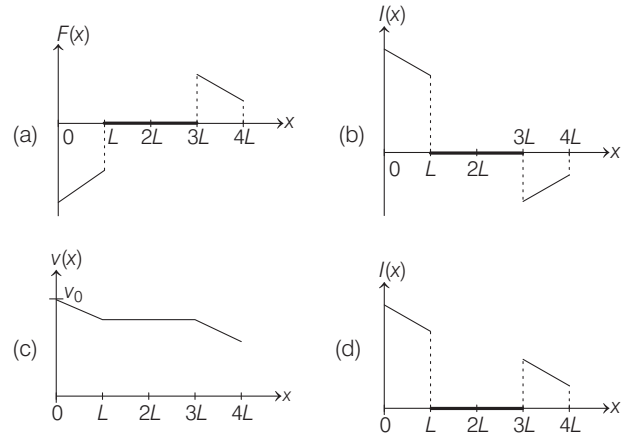 F(x)
(a)
0 L 2L 3L 4L x
I(x)
(b)
3L 4L
0 L 2L x
v(x)
v0
(c)
0 L 2L 3L 4L x
I(x)
(d)
0 L 2L 3L 4L x